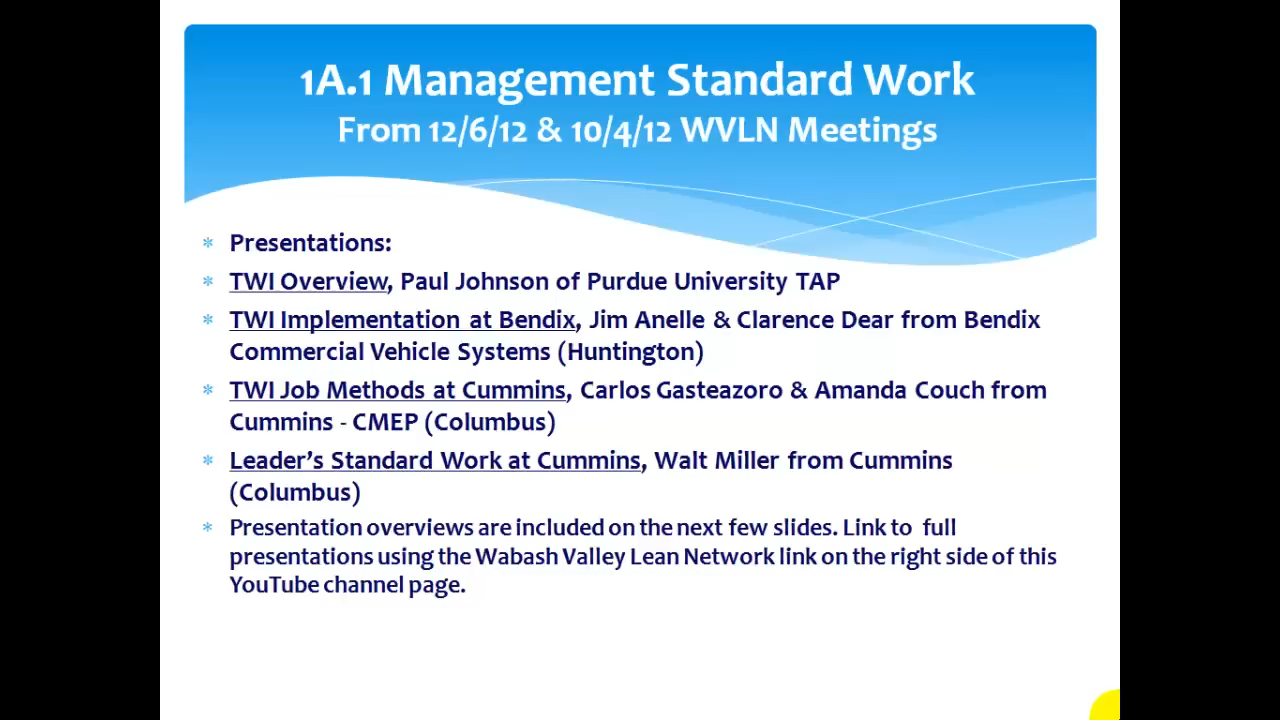 1A.1 Management Standard Work
From 12/6/12 & 10/4/12 WVLN Meetings
Presentations:
TWI Overview, Paul Johnson of Purdue University TAP
TWI Implementation at Bendix, Jim Anelle & Clarence Dear from Bendix
Commercial Vehicle Systems (Huntington)
TWI Job Methods at Cummins, Carlos Gasteazoro & Amanda Couch from
Cummins - CMEP (Columbus)
Leader’s Standard Work at Cummins, Walt Miller from Cummins
(Columbus)
Presentation overviews are included on the next few slides. Link to full
presentations using the Wabash Valley Lean Network link on the right side of this
YouTube channel page.